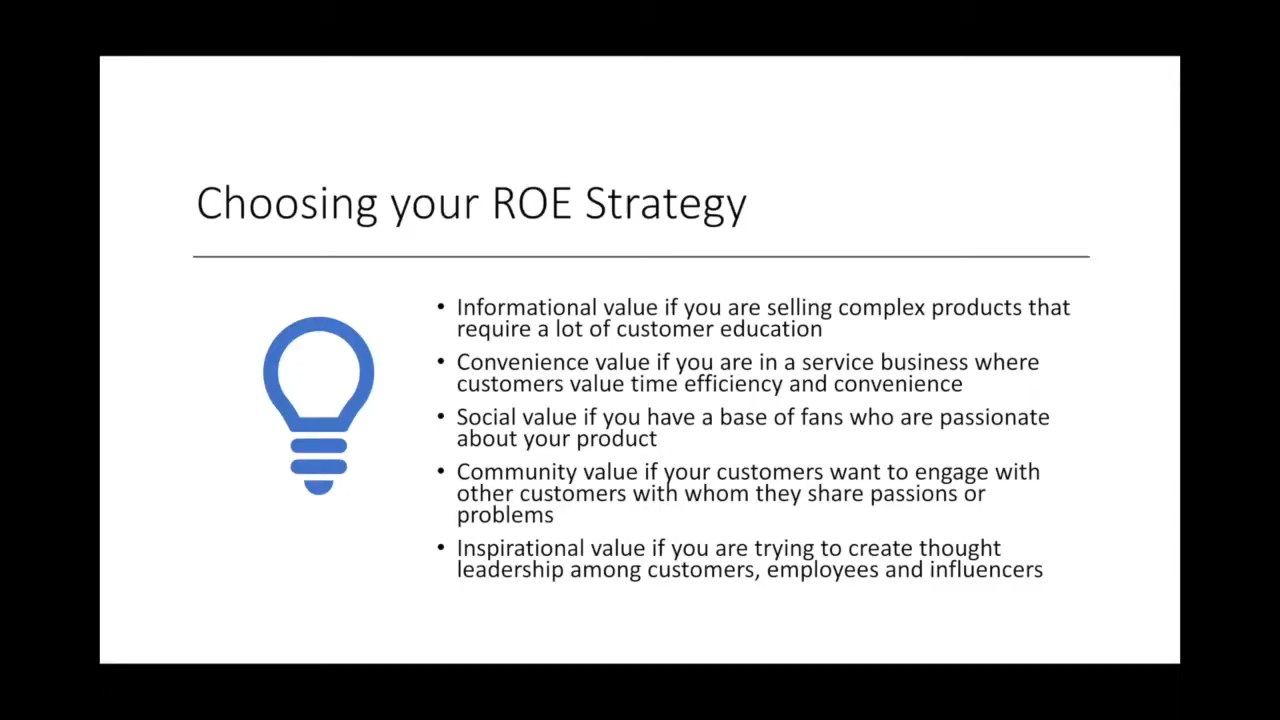 Choosing your ROE Strategy
• Informational value if you are selling complex products that
require a lot of customer education
• Convenience value if you are in a service business where
customers value time efficiency and convenience
• Social value if you have a base of fans who are passionate
about your product
• Community value if your customers want to engage with
other customers with whom they share passions or
problems
• Inspirational value if you are trying to create thought
leadership among customers, employees and influencers